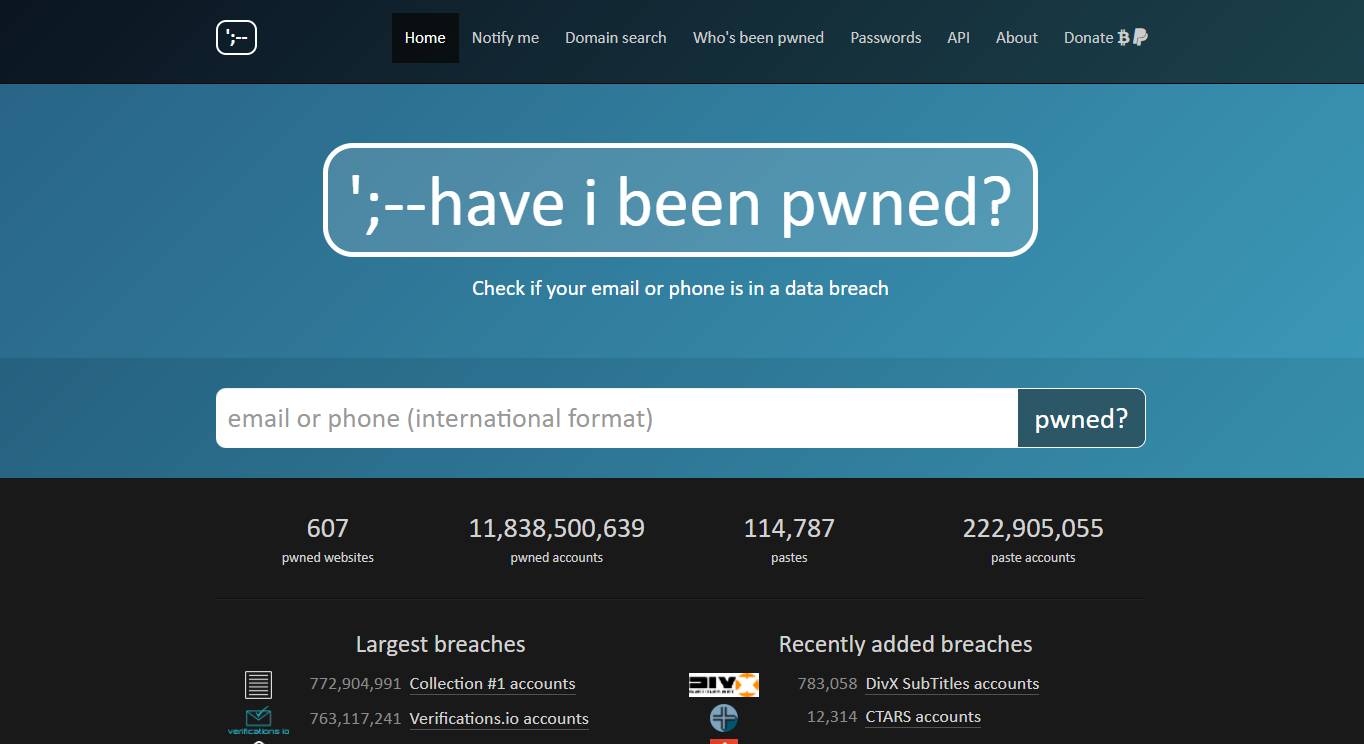 ';--
Home Notify me Domain search Who's been pwned Passwords API About Donate
';--have i been pwned?
Check if your email or phone is in a data breach
email or phone (international format) pwned?
607 11,838,500,639 114,787 222,905,055
pwned websites pwned accounts pastes paste accounts
Largest breaches Recently added breaches
772,904,991 Collection #1 accounts DIVX 783,058 DivX SubTitles accounts
verifications io 763,117,241 Verifications.io accounts 12,314 CTARS accounts